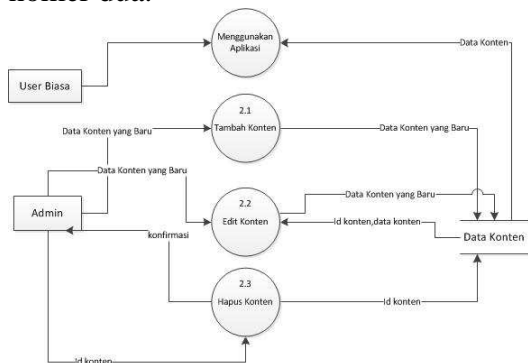 nomer dua.
Menggunakan
Aplikasi
Data Konten
User Biasa
2.1
Tambah Konten
Data Konten yang Baru
Data Konten yang Baru
Data Konten yang Baru
2.2
Edit Konten
Data Konten yang Baru
Id konten,data konten
Admin
Data Konten
konfirmasi
2.3
Hapus Konten
Id konten
Id konten